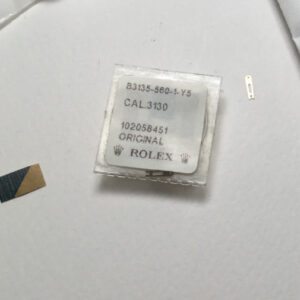 B3135-560-1-Y5
CAL.3130
102058451
ORIGINAL
ROLEX